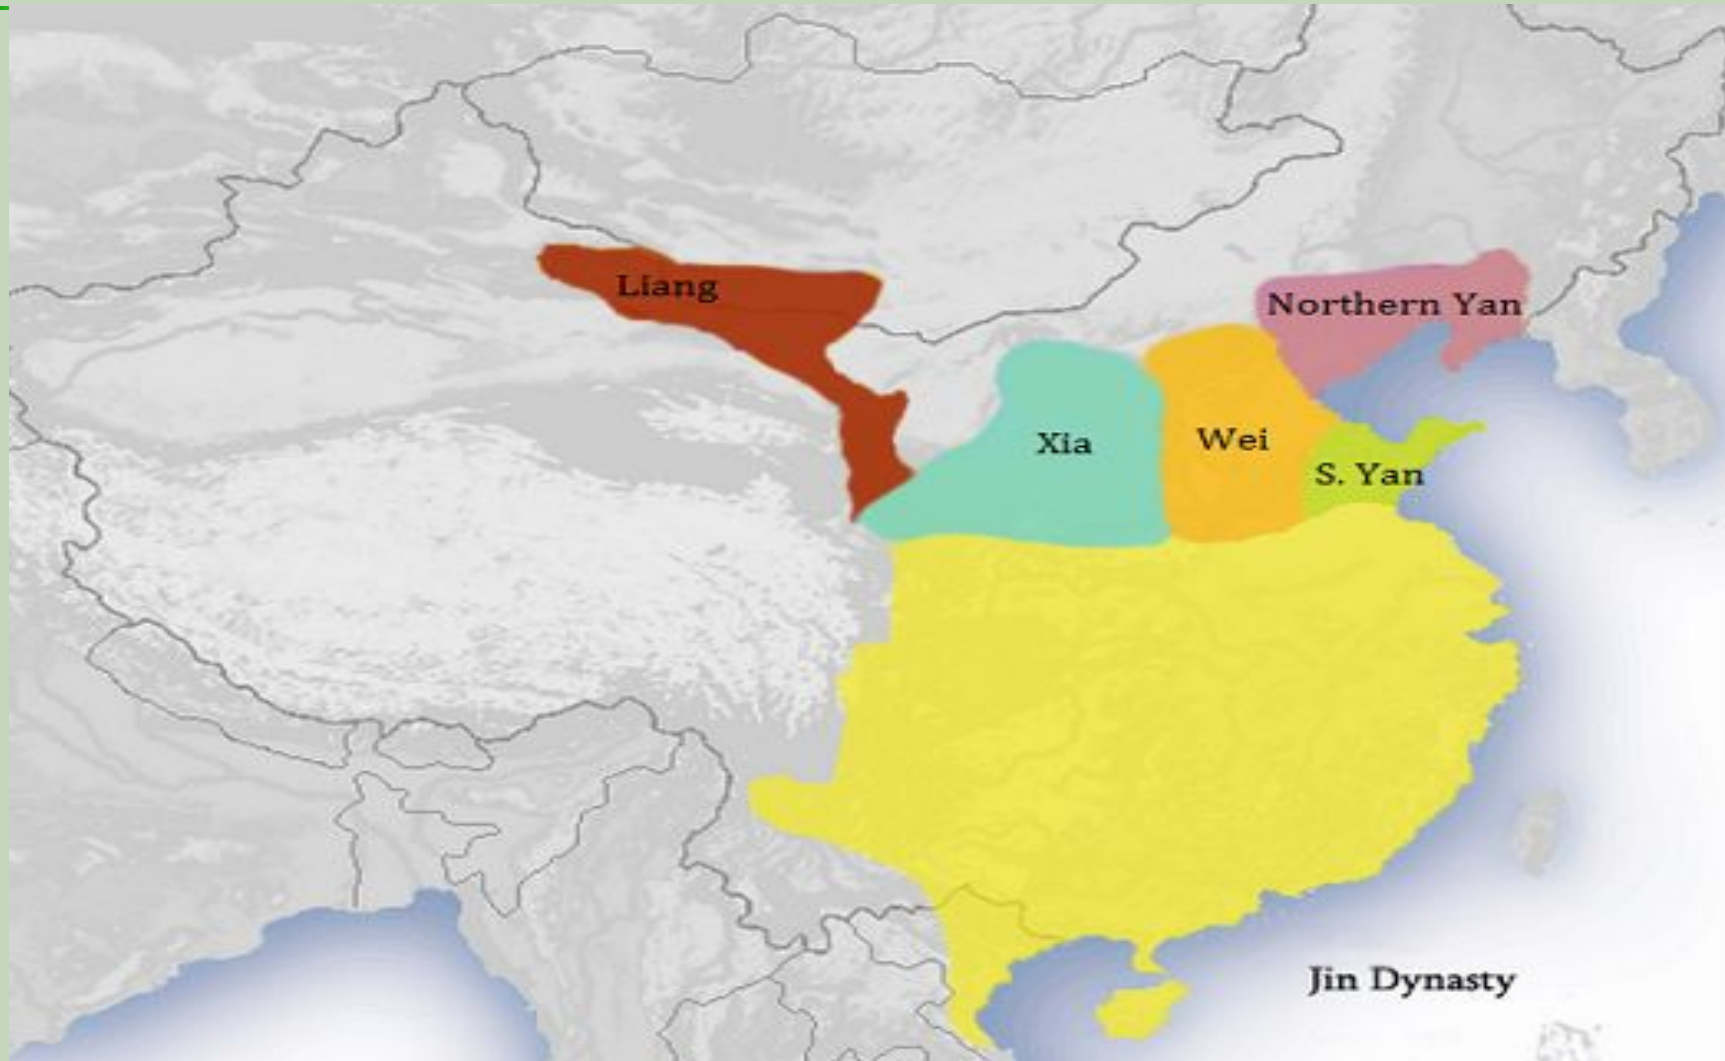 Liang
Northern Yan
Xia
Wei
S. Yan
Jin Dynasty